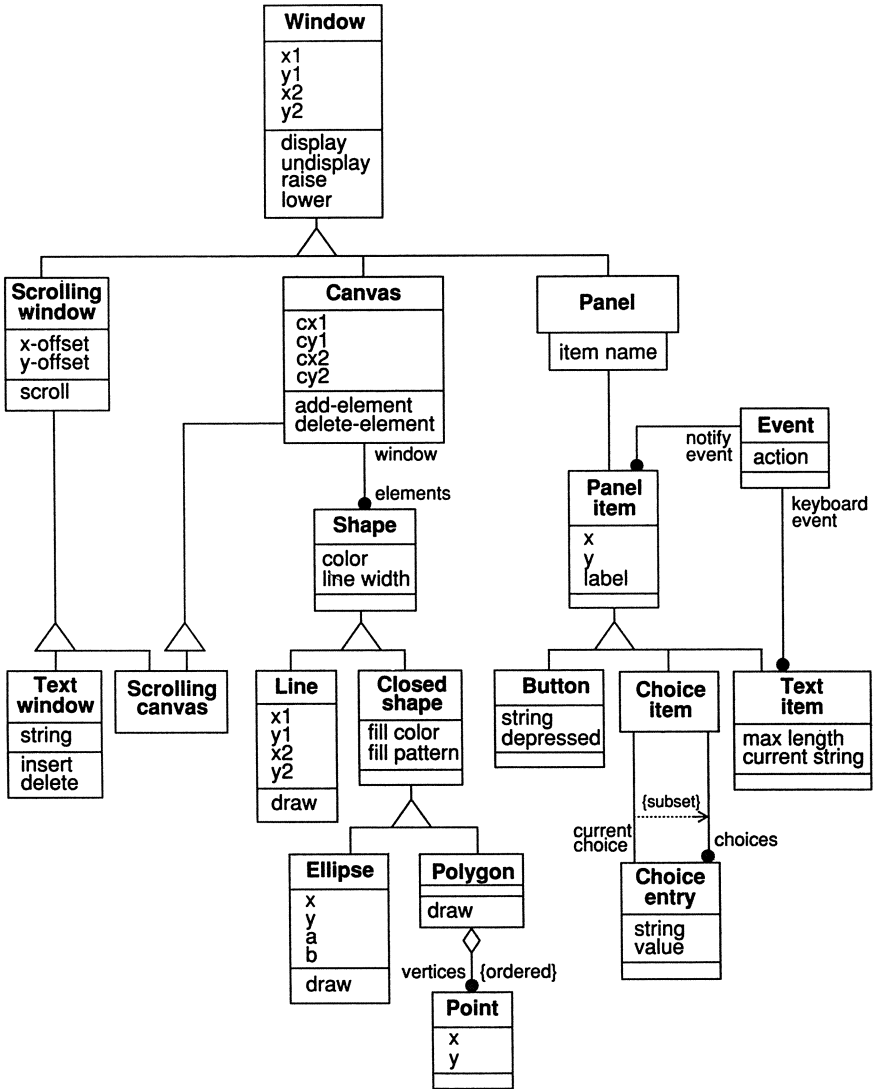 Window
x1
y1
x2
y2
display
undisplay
raise
lower
Scrolling
window
x-offset
y-offset
scroll
Canvas
cx1
cy1
cx2
cy2
add-element
delete-element
Panel
item name
window
elements
notify
event
Event
action
keyboard
event
Panel
item
x
y
label
Shape
color
line width
Text
window
string
insert
delete
Scrolling
canvas
Line
x1
y1
x2
y2
draw
Closed
shape
fill color
fill pattern
Button
string
depressed
Choice
item
Text
item
max length
current string
{subset}
current
choice
choices
Ellipse
x
y
a
b
draw
Polygon
draw
Choice
entry
string
value
vertices {ordered}
Point
x
y